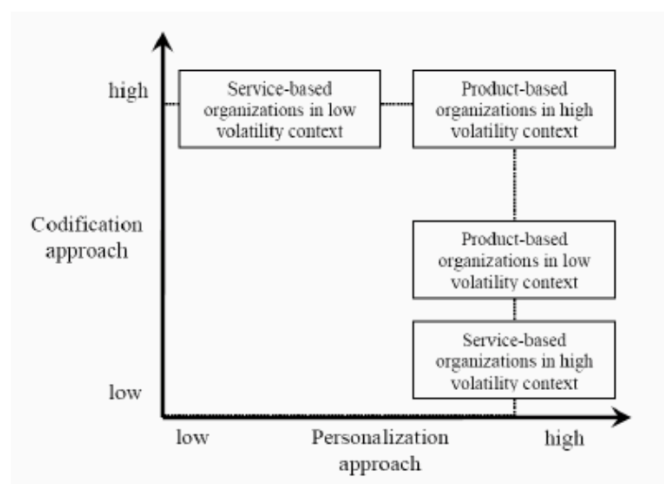 high
Service-based
organizations in low
volatility context
Product-based
organizations in high
volatility context
Codification
approach
Product-based
organizations in low
volatility context
Service-based
organizations in high
volatility context
low
low
Personalization
approach
high